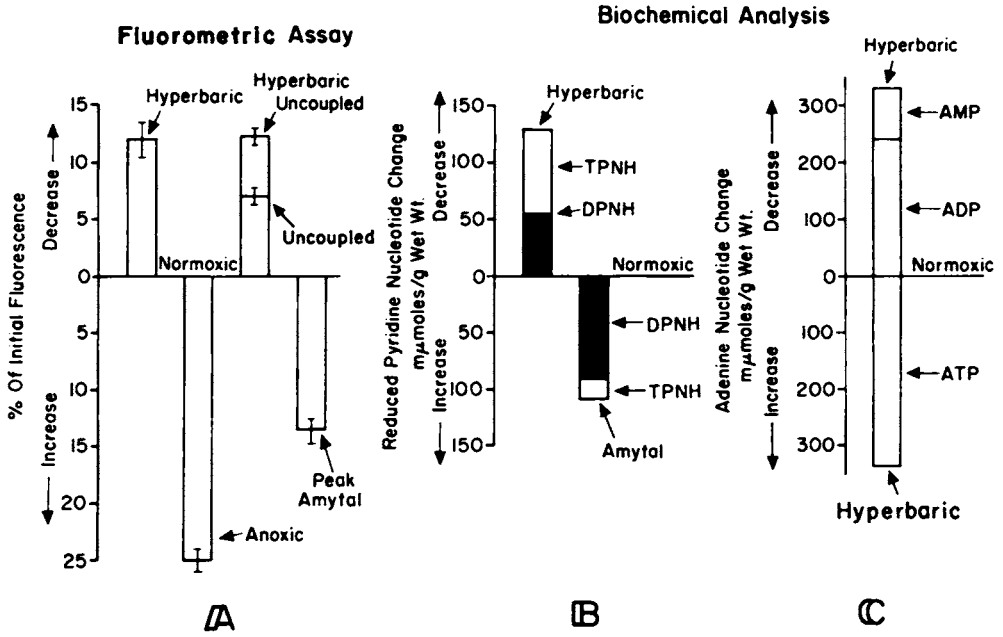 Biochemical Analysis
Fluorometric Assay
% Of Initial Fluorescence
Decrease
Increase
15
10
5
0
5
10
15
20
25
Hyperbaric
Hyperbaric
Uncoupled
Uncoupled
Normoxic
Peak
Amytal
Anoxic
A
Reduced Pyridine Nucleotide Change
mμmoles/g Wet Wt.
Decrease
Increase
150
100
50
0
50
100
150
Hyperbaric
TPNH
DPNH
Normoxic
DPNH
TPNH
Amytal
B
Adenine Nucleotide Change
mμmoles/g Wet Wt.
Decrease
Increase
300
200
100
0
100
200
300
Hyperbaric
AMP
ADP
Normoxic
ATP
Hyperbaric
C